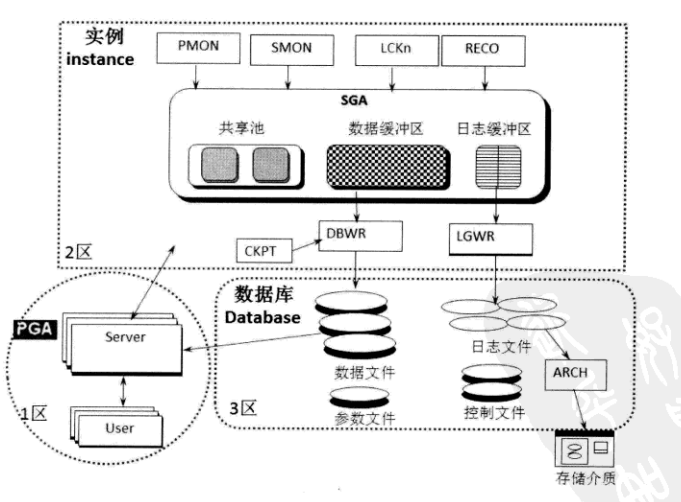 实例
instance
PMON
SMON
LCKn
RECO
SGA
共享池
数据缓冲区
日志缓冲区
DBWR
LGWR
CKPT
2区
数据库
Database
PGA
Server
数据文件
日志文件
ARCH
1区
User
3区
参数文件
控制文件
存储介质